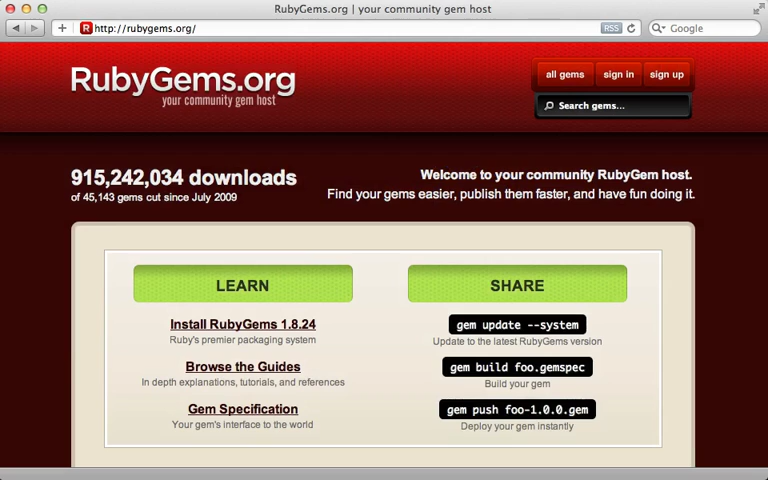 RubyGems.org | your community gem host
http://rubygems.org/
RSS
Google
RubyGems.org
your community gem host
all gems
sign in
sign up
Search gems...
915,242,034 downloads
of 45,143 gems cut since July 2009
Welcome to your community RubyGem host.
Find your gems easier, publish them faster, and have fun doing it.
LEARN
Install RubyGems 1.8.24
Ruby's premier packaging system
Browse the Guides
In depth explanations, tutorials, and references
Gem Specification
Your gem's interface to the world
SHARE
gem update --system
Update to the latest RubyGems version
gem build foo.gemspec
Build your gem
gem push foo-1.0.0.gem
Deploy your gem instantly